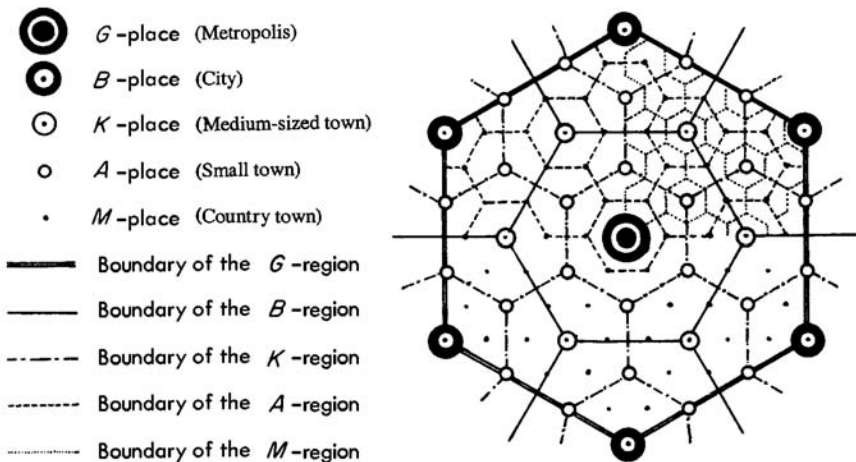 G-place (Metropolis)
B-place (City)
K-place (Medium-sized town)
A-place (Small town)
M-place (Country town)
Boundary of the G-region
Boundary of the B-region
Boundary of the K-region
Boundary of the A-region
Boundary of the M-region